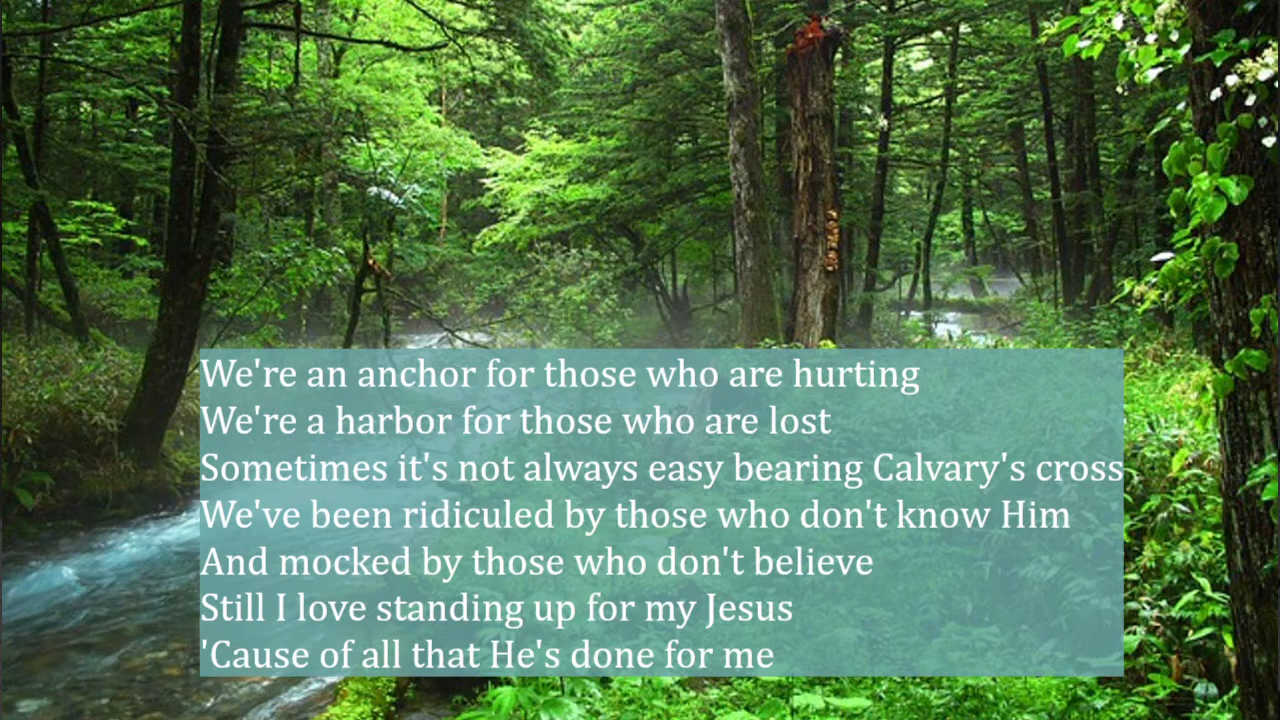 We're an anchor for those who are hurting
We're a harbor for those who are lost
Sometimes it's not always easy bearing Calvary's cross
We've been ridiculed by those who don't know Him
And mocked by those who don't believe
Still I love standing up for my Jesus
'Cause of all that He's done for me